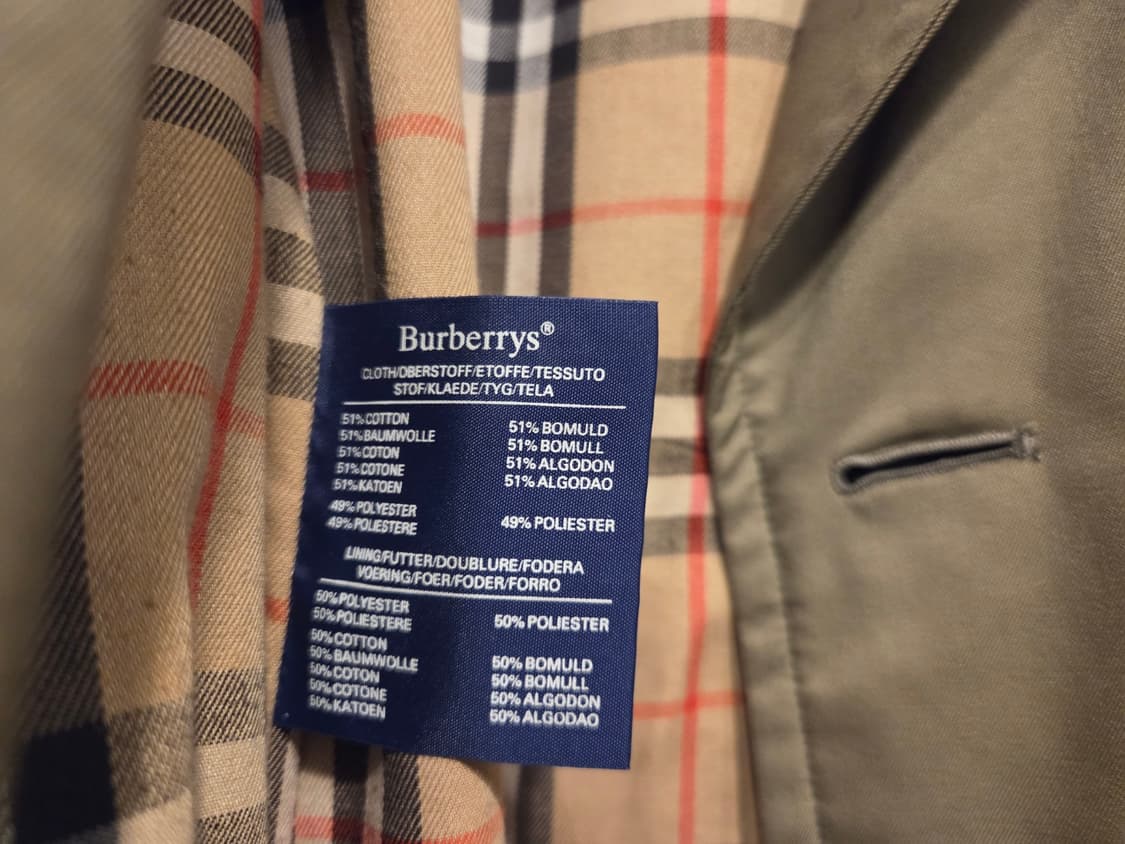 Burberrys®
CLOTH/OBERSTOFF/ETOFFE/TESSUTO
STOF/KLAEDE/TYG/TELA
51% COTTON
51% BAUMWOLLE
51% COTON
51% COTONE
51% KATOEN
51% BOMULD
51% BOMULL
51% ALGODON
51% ALGODAO
49% POLYESTER
49% POLIESTERE
49% POLIESTER
LINING/FUTTER/DOUBLURE/FODERA
VOERING/FOER/FODER/FORRO
50% POLYESTER
50% POLIESTERE
50% POLIESTER
50% COTTON
50% BAUMWOLLE
50% COTON
50% COTONE
50% KATOEN
50% BOMULD
50% BOMULL
50% ALGODON
50% ALGODAO